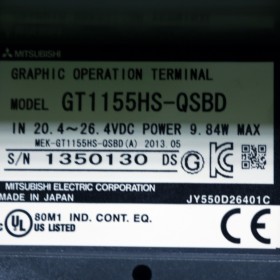 MITSUBISHI
GRAPHIC OPERATION TERMINAL
MODEL GT1155HS-QSBD
IN 20.4~26.4VDC POWER 9.84W MAX
MEK-GT1155HS-QSBD(A) 2013.05
S/N 1350130 DS
MITSUBISHI ELECTRIC CORPORATION
MADE IN JAPAN JY550D26401C
CE UL US LISTED 80M1 IND. CONT. EQ.